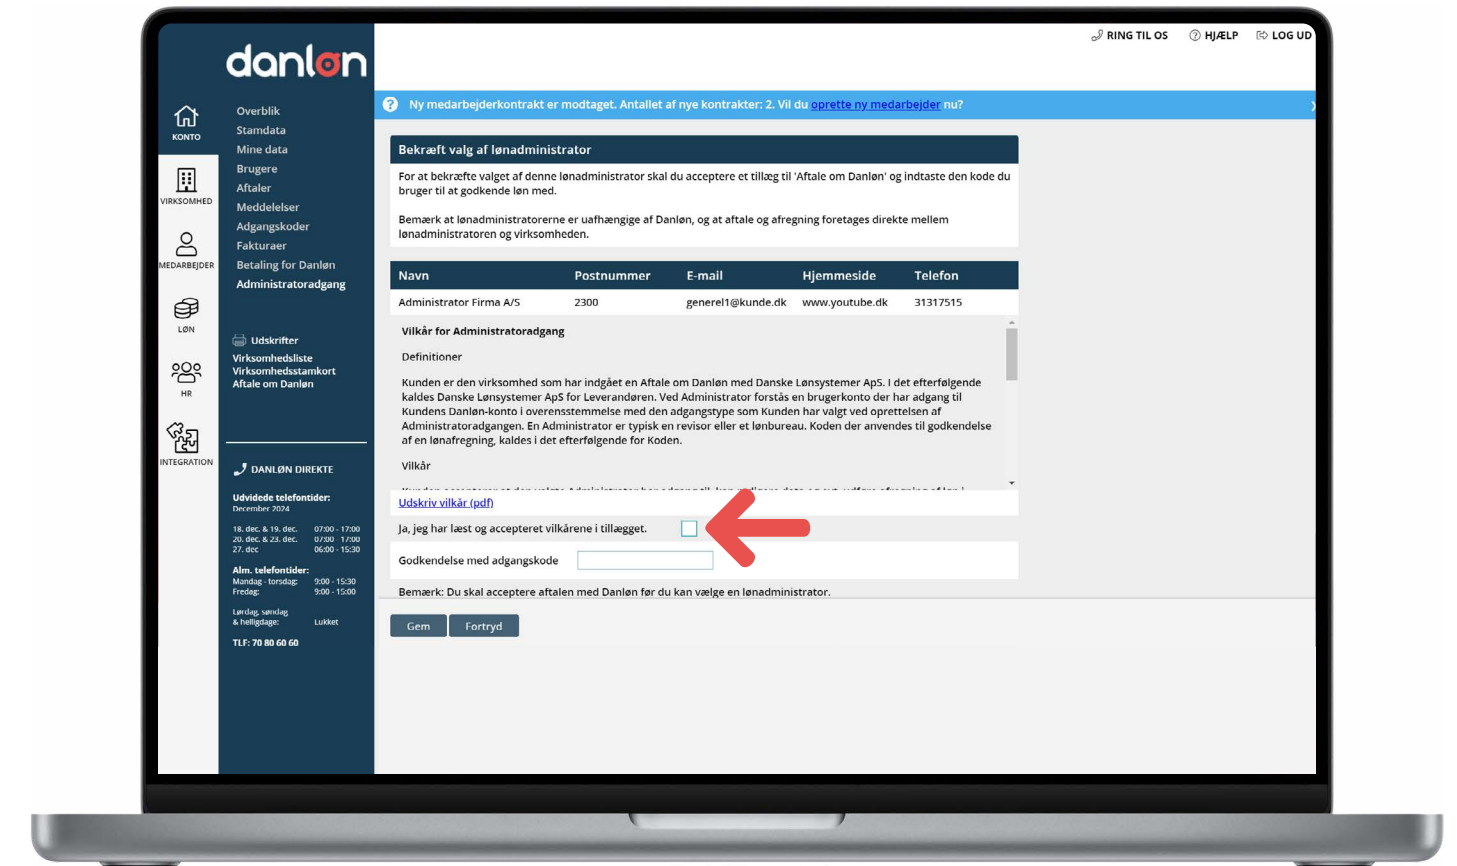 RING TIL OS
HJÆLP
LOG UD
danløn
Ny medarbejderkontrakt er modtaget. Antallet af nye kontrakter: 2. Vil du oprette ny medarbejder nu?
KONTO
VIRKSOMHED
MEDARBEJDER
LØN
HR
INTEGRATION
Overblik
Stamdata
Mine data
Brugere
Aftaler
Meddelelser
Adgangskoder
Fakturaer
Betaling for Danløn
Administratoradgang
Udskrifter
Virksomhedsliste
Virksomhedsstamkort
Aftale om Danløn
DANLØN DIREKTE
Udvidede telefontider:
December 2024
18. dec. & 19. dec. 07:00 - 17:00
20. dec. & 23. dec. 07:00 - 17:00
27. dec 06:00 - 15:30
Alm. telefontider:
Mandag - torsdag: 9:00 - 15:30
Fredag: 9:00 - 15:00
Lørdag, søndag
& helligdage: Lukket
TLF: 70 80 60 60
Bekræft valg af lønadministrator
For at bekræfte valget af denne lønadministrator skal du acceptere et tillæg til 'Aftale om Danløn' og indtaste den kode du
bruger til at godkende løn med.
Bemærk at lønadministratorerne er uafhængige af Danløn, og at aftale og afregning foretages direkte mellem
lønadministratoren og virksomheden.
Navn Postnummer E-mail Hjemmeside Telefon
Administrator Firma A/S 2300 generel1@kunde.dk www.youtube.dk 31317515
Vilkår for Administratoradgang
Definitioner
Kunden er den virksomhed som har indgået en Aftale om Danløn med Danske Lønsystemer ApS. I det efterfølgende
kaldes Danske Lønsystemer ApS for Leverandøren. Ved Administrator forstås en brugerkonto der har adgang til
Kundens Danløn-konto i overensstemmelse med den adgangstype som Kunden har valgt ved oprettelsen af
Administratoradgangen. En Administrator er typisk en revisor eller et lønbureau. Koden der anvendes til godkendelse
af en lønafregning, kaldes i det efterfølgende for Koden.
Vilkår
Udskriv vilkår (pdf)
Ja, jeg har læst og accepteret vilkårene i tillægget.
Godkendelse med adgangskode
Bemærk: Du skal acceptere aftalen med Danløn før du kan vælge en lønadministrator.
Gem
Fortryd